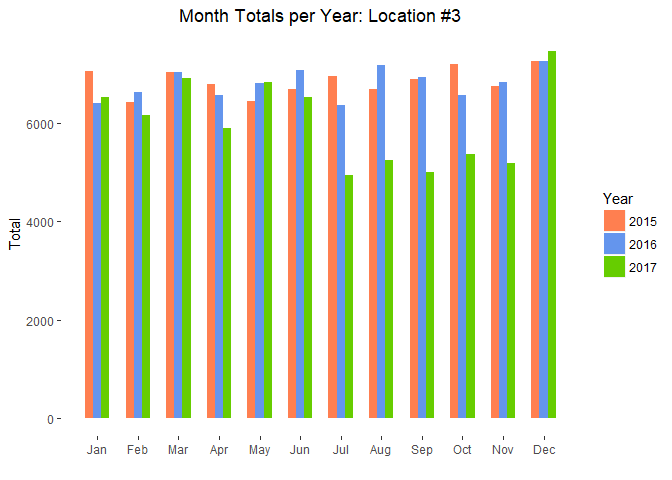 Month Totals per Year: Location #3
Total
6000
4000
2000
0
Jan Feb Mar Apr May Jun Jul Aug Sep Oct Nov Dec
Year
2015
2016
2017